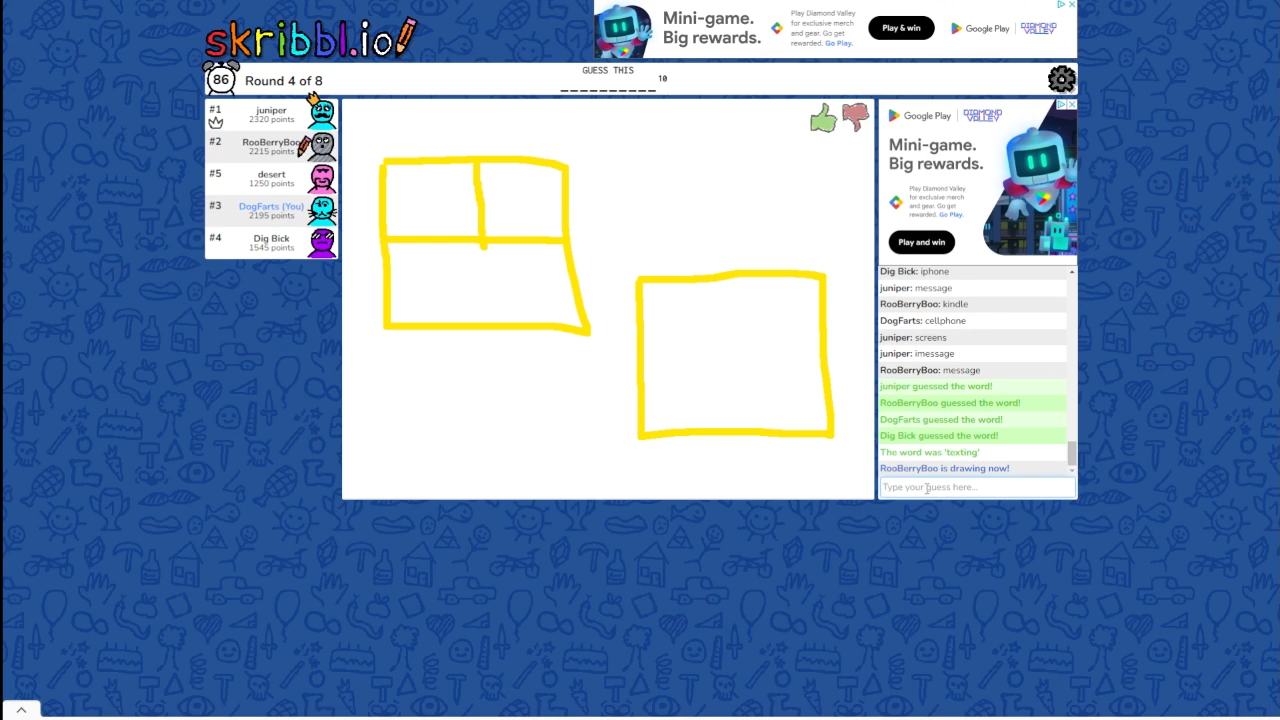 skribbl.io
Mini-game.
Big rewards.
Play Diamond Valley
for exclusive merch
and gear. Go get
rewarded. Go Play.
Play & win
Google Play
DIAMOND
VALLEY
86
Round 4 of 8
GUESS THIS
__________ 10
#1
juniper
2320 points
#2
RooBerryBoo
2215 points
#5
desert
1250 points
#3
DogFarts (You)
2195 points
#4
Dig Bick
1545 points
Google Play
DIAMOND
VALLEY
Mini-game.
Big rewards.
Play Diamond Valley
for exclusive merch
and gear. Go get
rewarded. Go Play.
Play and win
Dig Bick: iphone
juniper: message
RooBerryBoo: kindle
DogFarts: cellphone
juniper: screens
juniper: imessage
RooBerryBoo: message
juniper guessed the word!
RooBerryBoo guessed the word!
DogFarts guessed the word!
Dig Bick guessed the word!
The word was 'texting'
RooBerryBoo is drawing now!
Type your guess here...